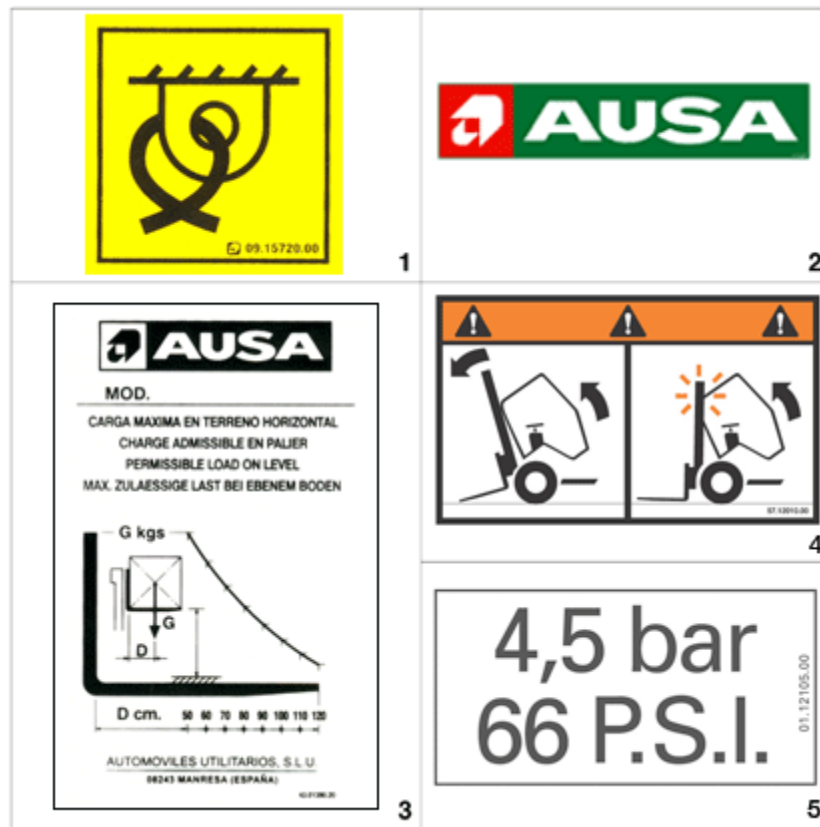 09.15720.00
1
AUSA
2
AUSA
MOD.
CARGA MAXIMA EN TERRENO HORIZONTAL
CHARGE ADMISSIBLE EN PALIER
PERMISSIBLE LOAD ON LEVEL
MAX. ZULAESSIGE LAST BEI EBENEM BODEN
G kgs
G
D
D cm. 50 60 70 80 90 100 110 120
AUTOMOVILES UTILITARIOS, S.L.U.
08243 MANRESA (ESPAÑA)
3
57.12010.00
4
4,5 bar
66 P.S.I.
01.12105.00
5